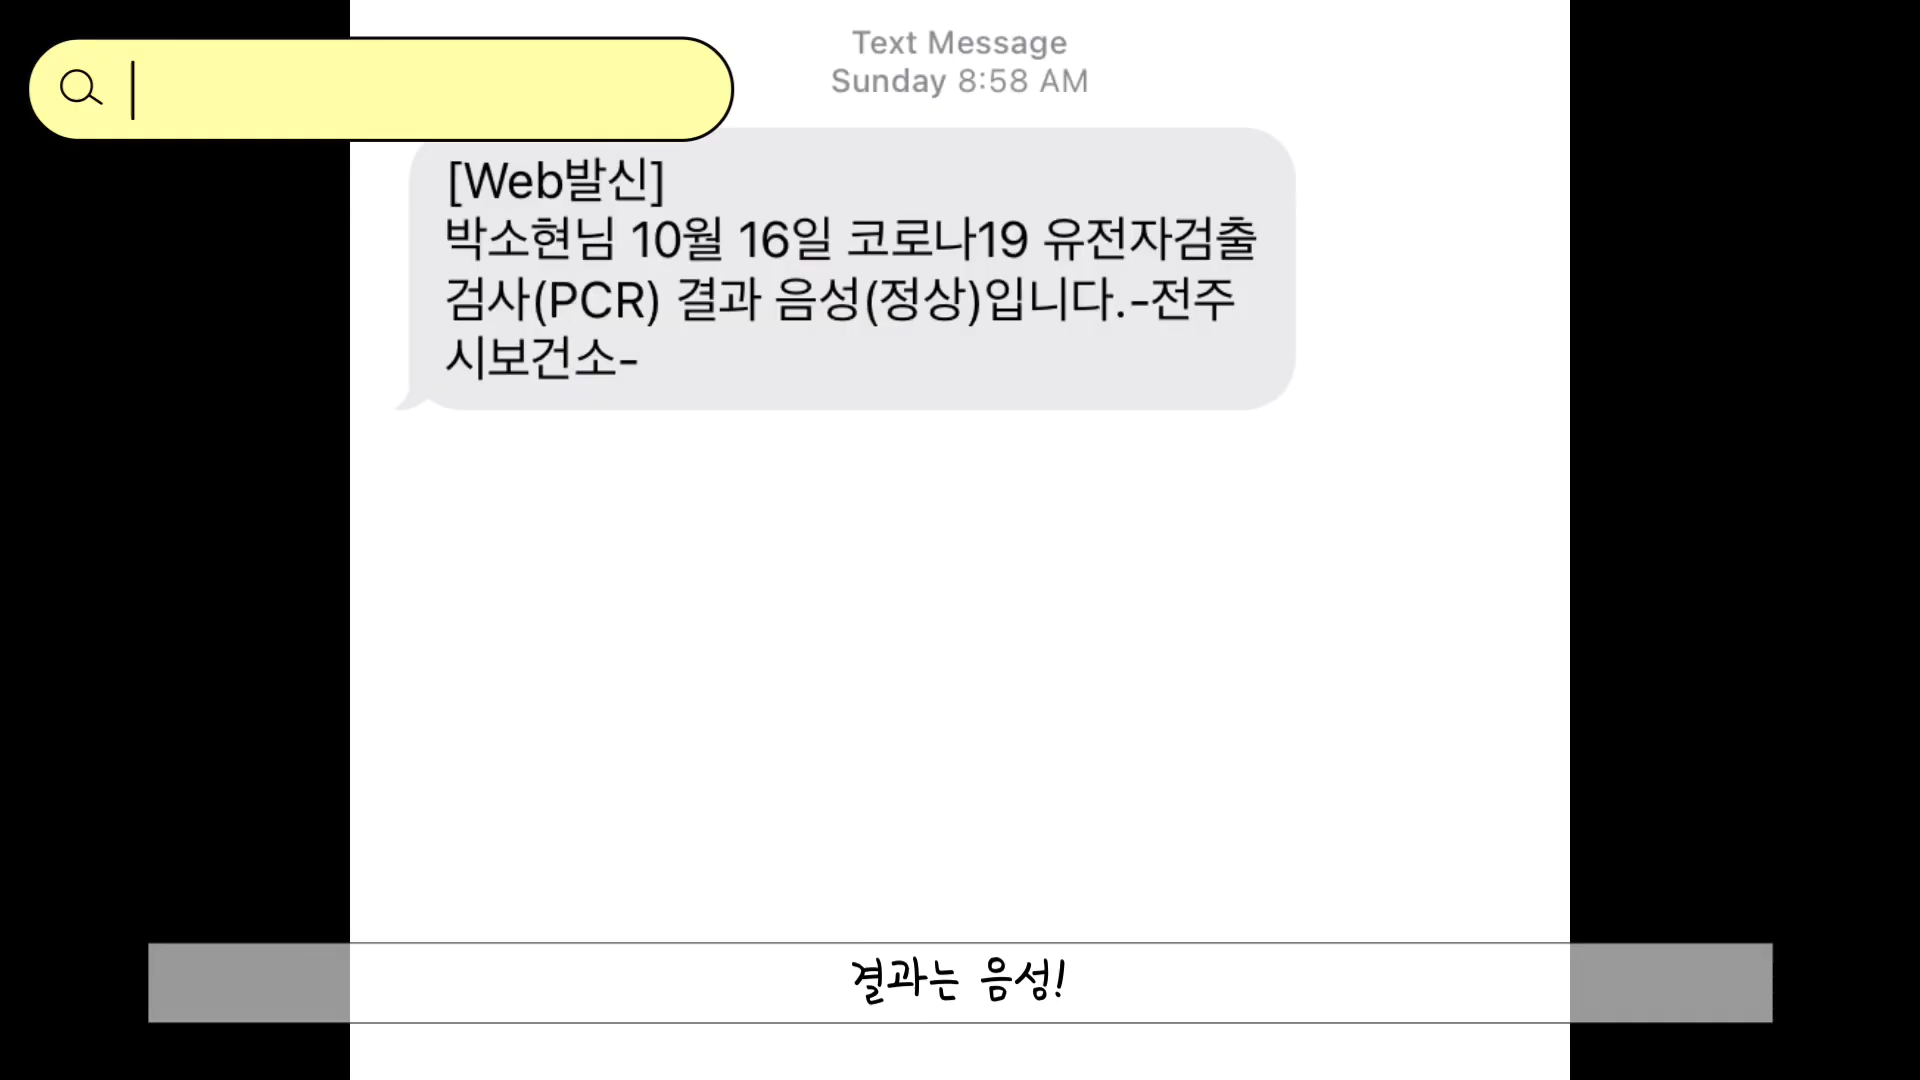 Text Message
Sunday 8:58 AM
[Web발신]
박소현님 10월 16일 코로나19 유전자검출
검사(PCR) 결과 음성(정상)입니다.-전주
시보건소-
결과는 음성!